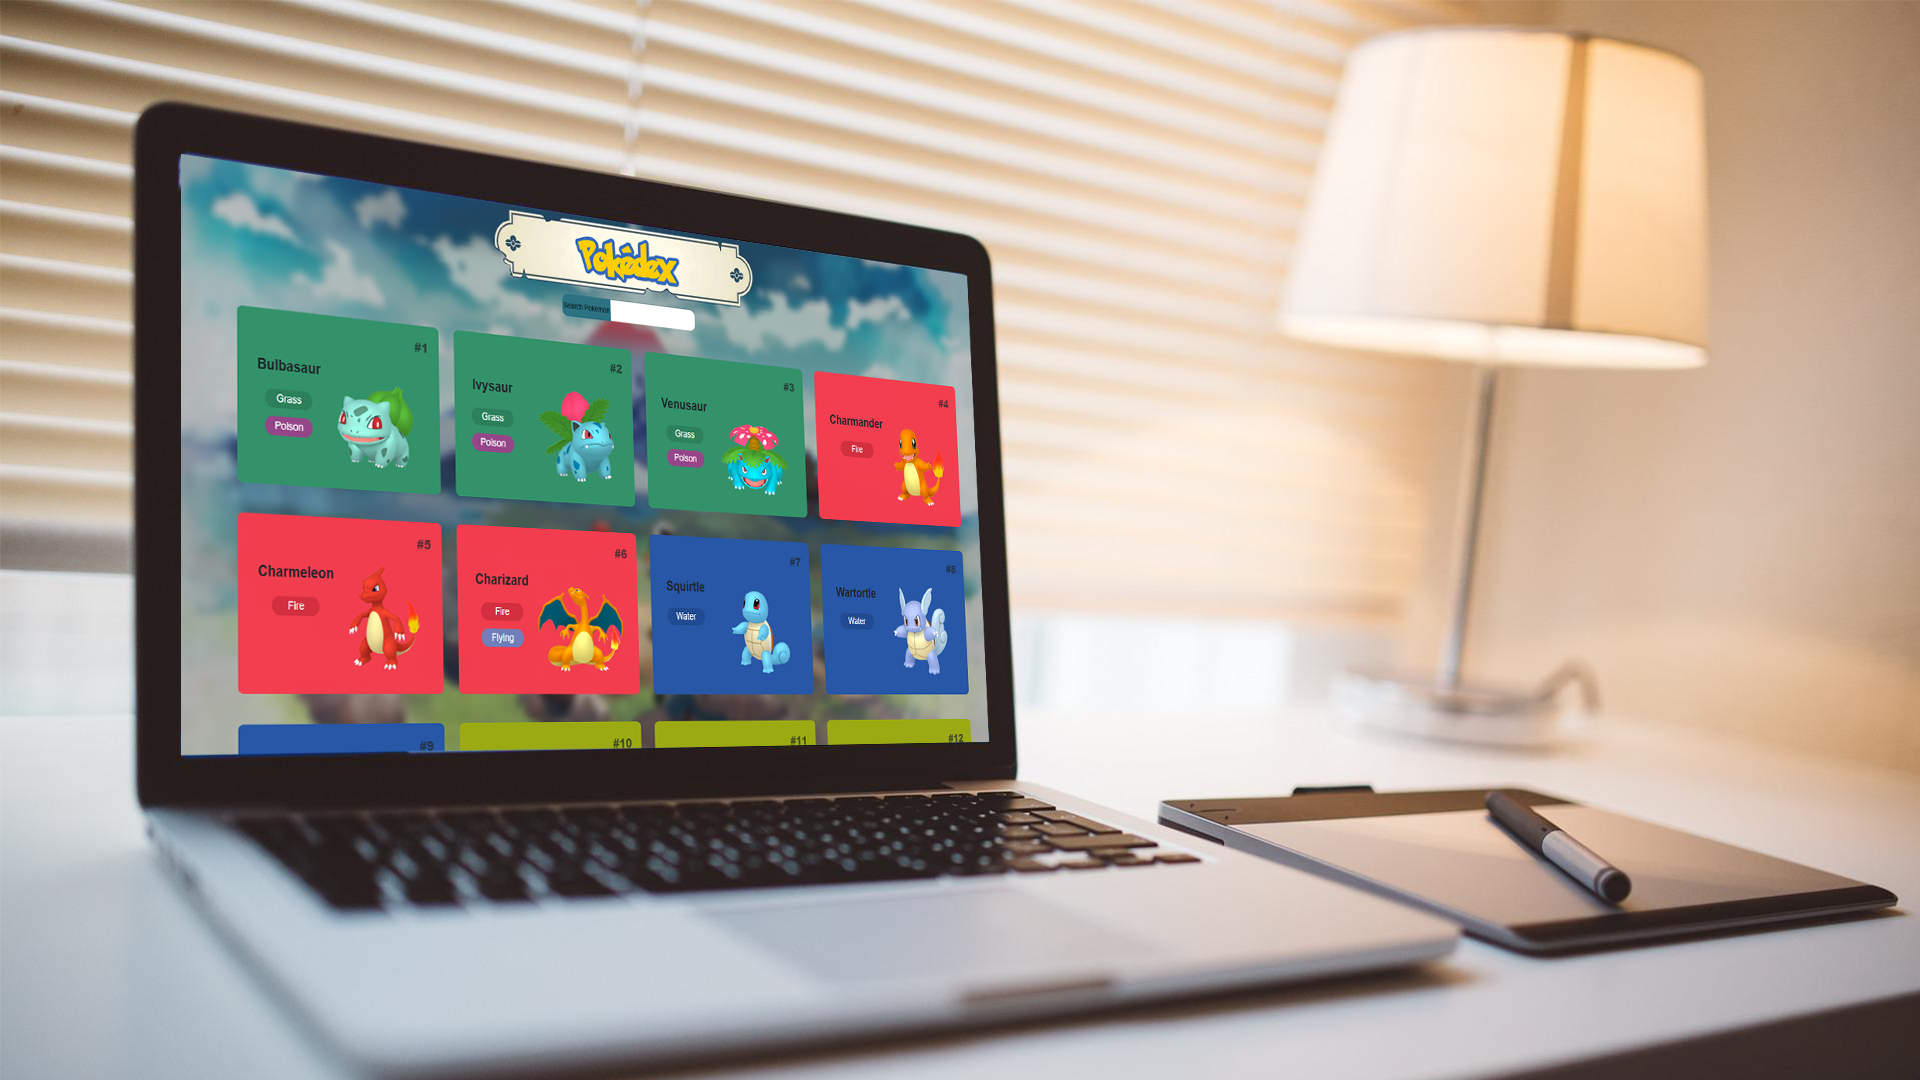 Pokédex
Search Pokemon
#1
Bulbasaur
Grass
Poison
#2
Ivysaur
Grass
Poison
#3
Venusaur
Grass
Poison
#4
Charmander
Fire
#5
Charmeleon
Fire
#6
Charizard
Fire
Flying
#7
Squirtle
Water
#8
Wartortle
Water
#9
#10
#11
#12